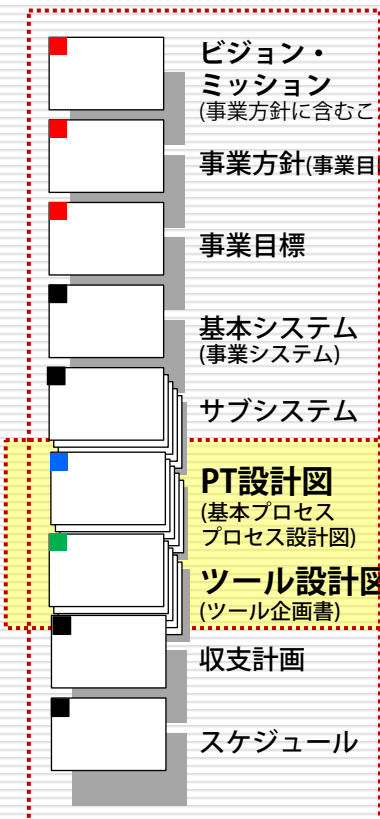 ビジョン・
ミッション
(事業方針に含むこ
事業方針(事業目
事業目標
基本システム
(事業システム)
サブシステム
PT設計図
(基本プロセス
プロセス設計図)
ツール設計図
(ツール企画書)
収支計画
スケジュール